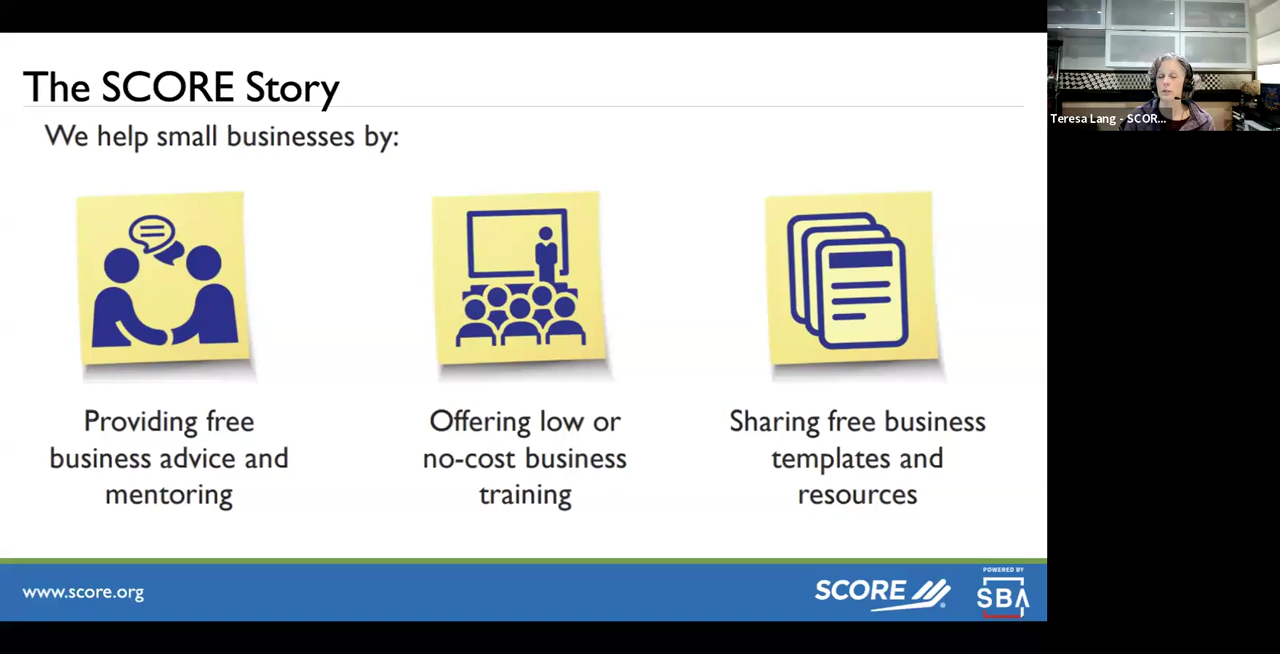 The SCORE Story
We help small businesses by:
Providing free
business advice and
mentoring
Offering low or
no-cost business
training
Sharing free business
templates and
resources
www.score.org
SCORE
®
POWERED BY
SBA
Teresa Lang - SCOR...